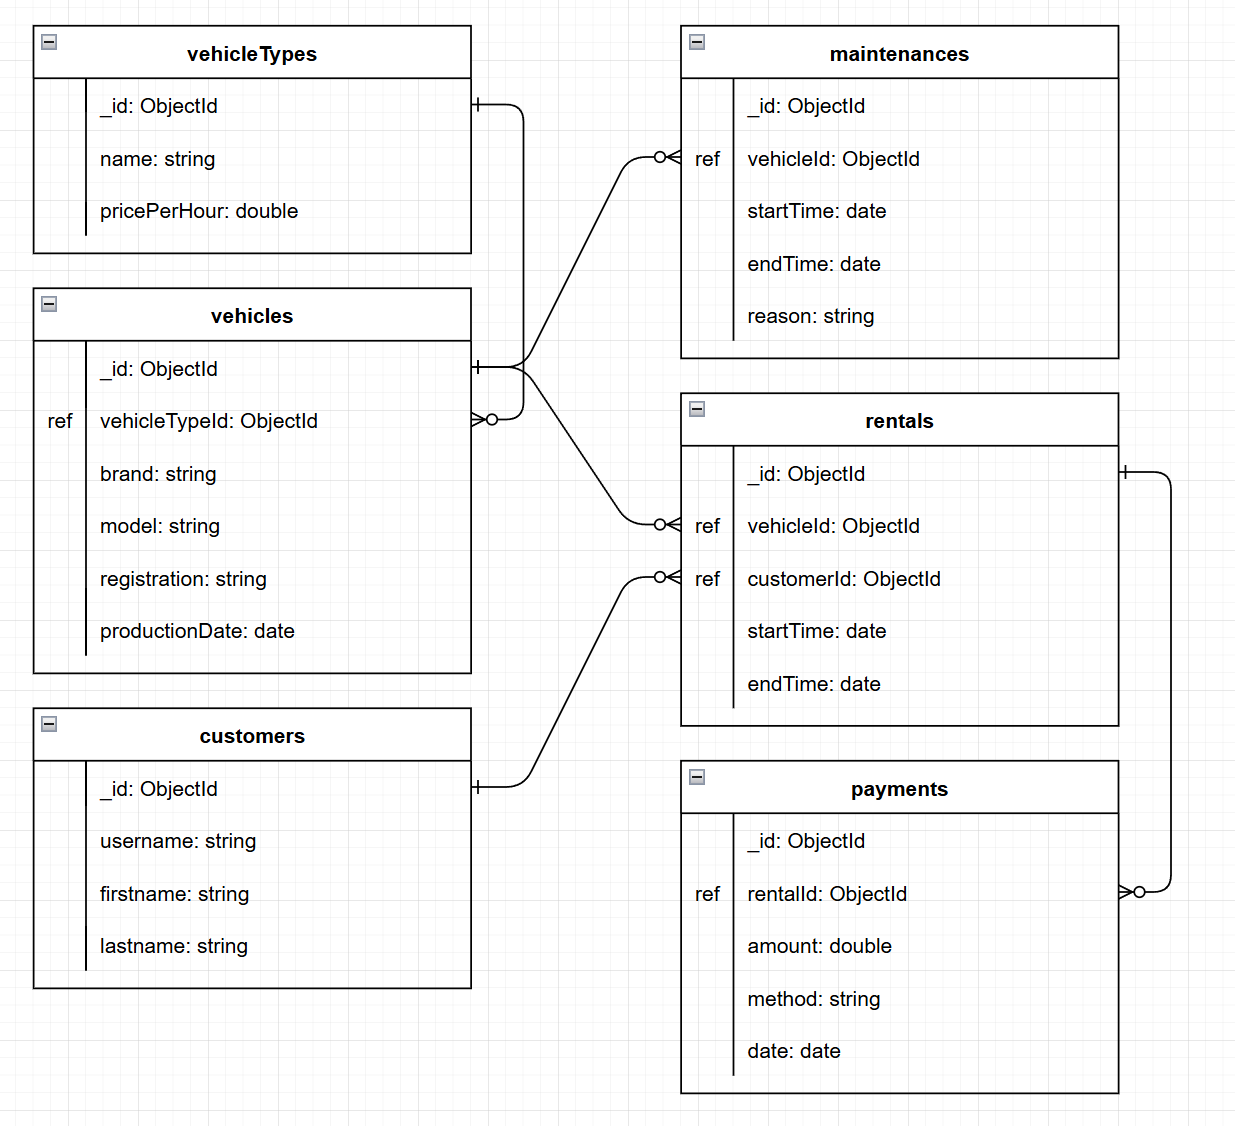 vehicleTypes
_id: ObjectId
name: string
pricePerHour: double
vehicles
_id: ObjectId
ref vehicleTypeId: ObjectId
brand: string
model: string
registration: string
productionDate: date
customers
_id: ObjectId
username: string
firstname: string
lastname: string
maintenances
_id: ObjectId
ref vehicleId: ObjectId
startTime: date
endTime: date
reason: string
rentals
_id: ObjectId
ref vehicleId: ObjectId
ref customerId: ObjectId
startTime: date
endTime: date
payments
_id: ObjectId
ref rentalId: ObjectId
amount: double
method: string
date: date